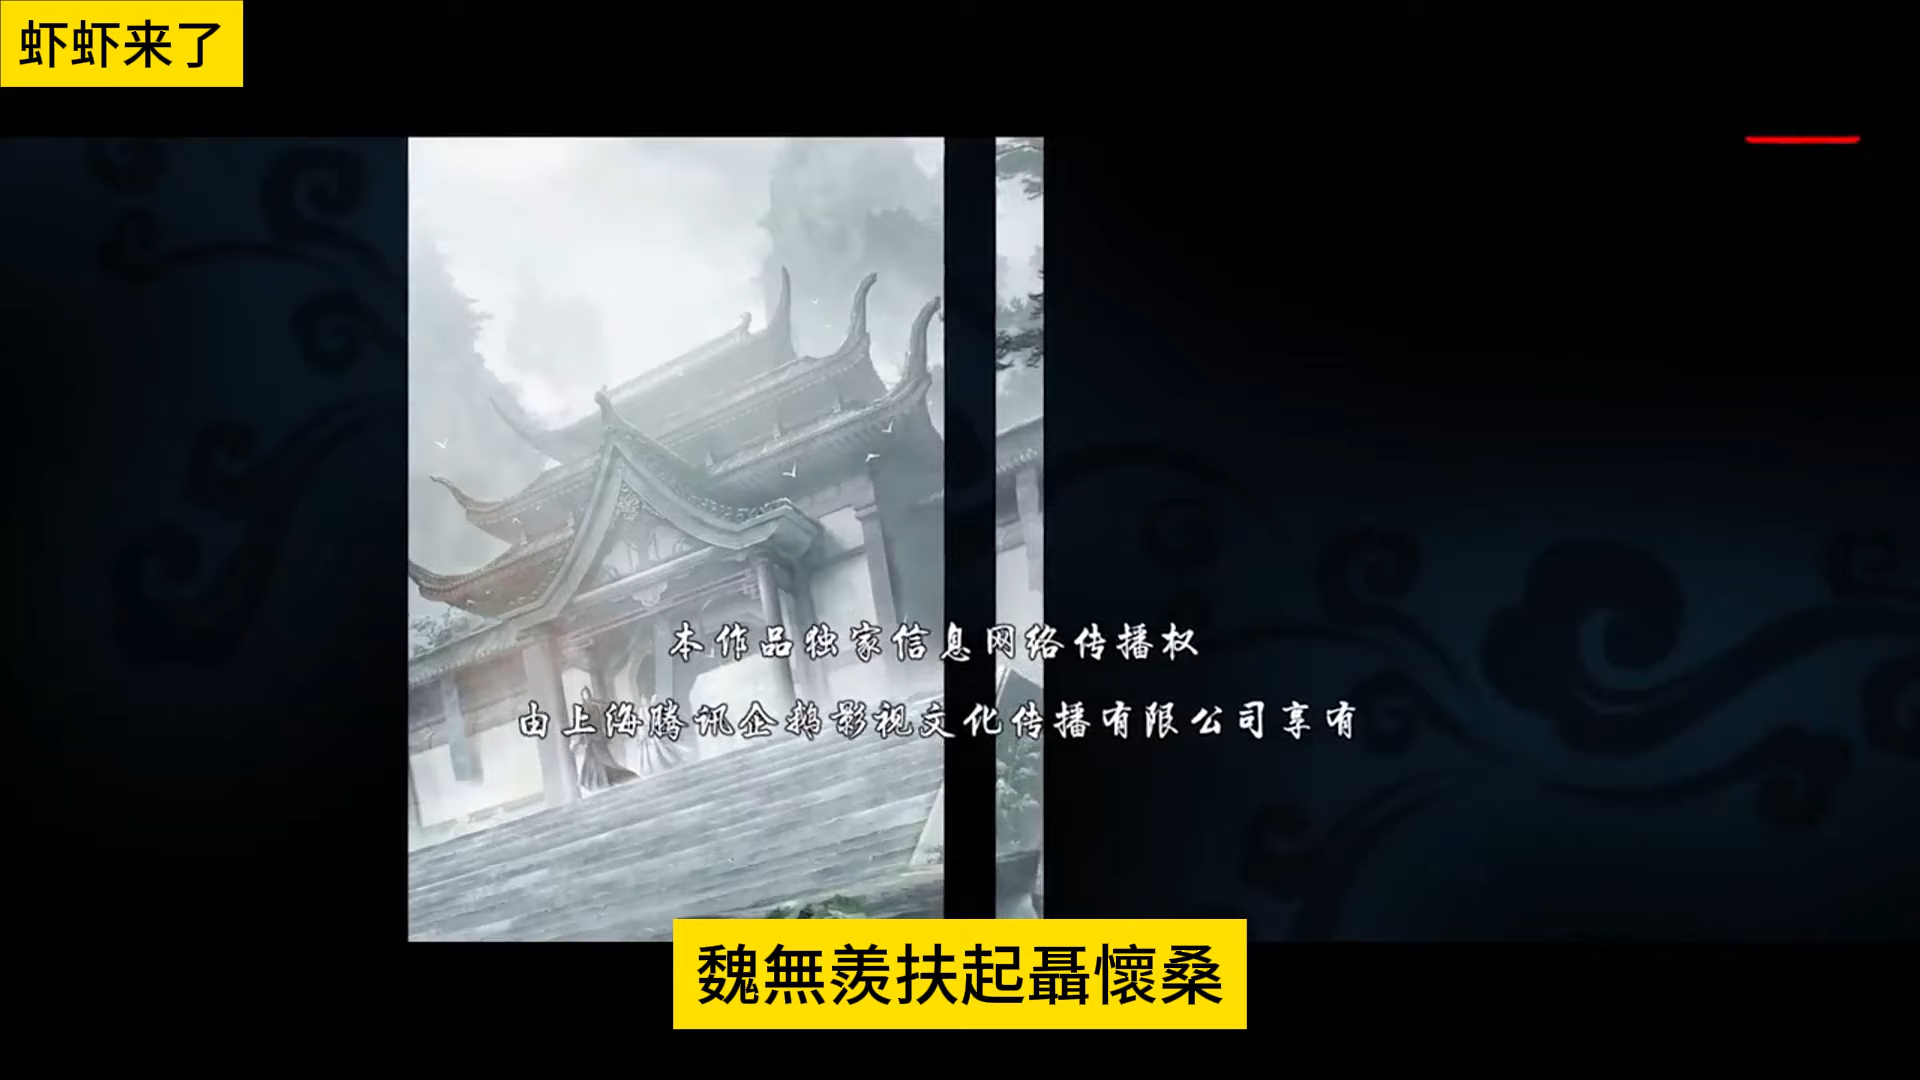 虾虾来了
本作品独家信息网络传播权
由上海腾讯企鹅影视文化传播有限公司享有
魏無羨扶起聶懷桑